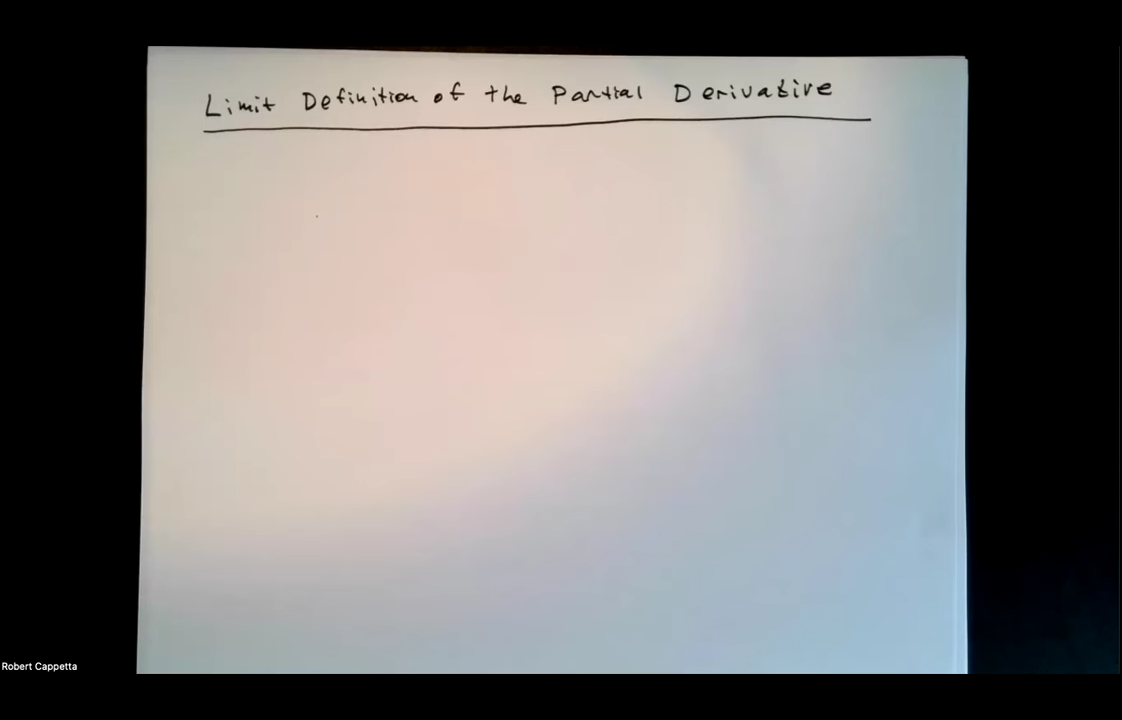 Limit Definition of the Partial Derivative
Robert Cappetta